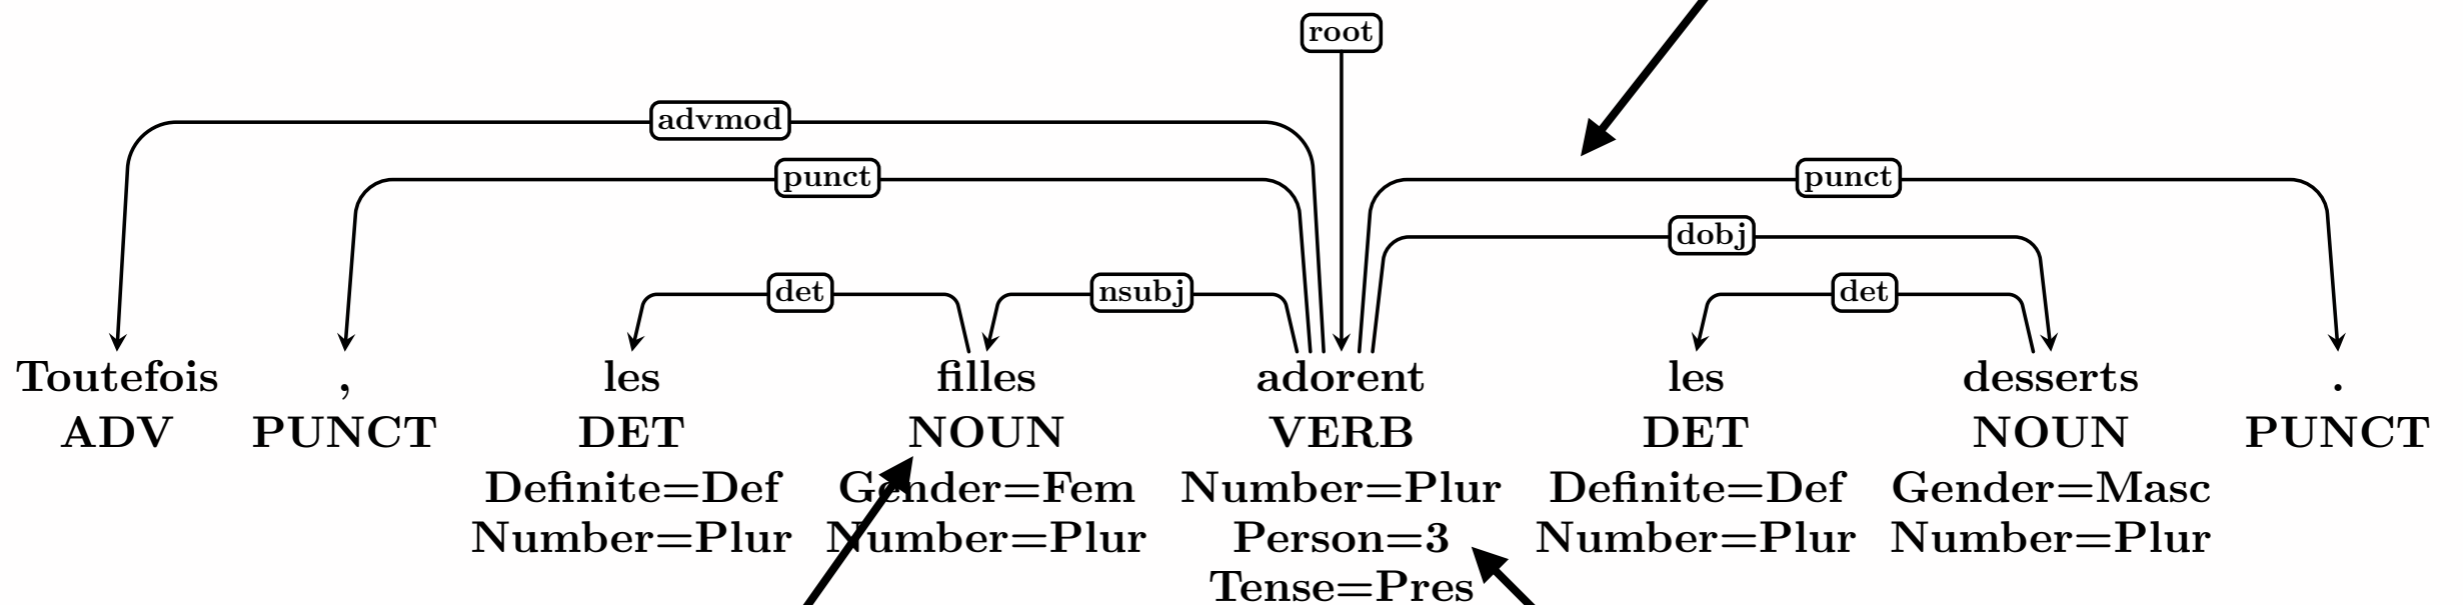 root
advmod
punct punct
dobj
det nsubj det
Toutefois , les filles adorent les desserts .
ADV PUNCT DET NOUN VERB DET NOUN PUNCT
Definite=Def Gender=Fem Number=Plur Definite=Def Gender=Masc
Number=Plur Number=Plur Person=3 Number=Plur Number=Plur
Tense=Pres